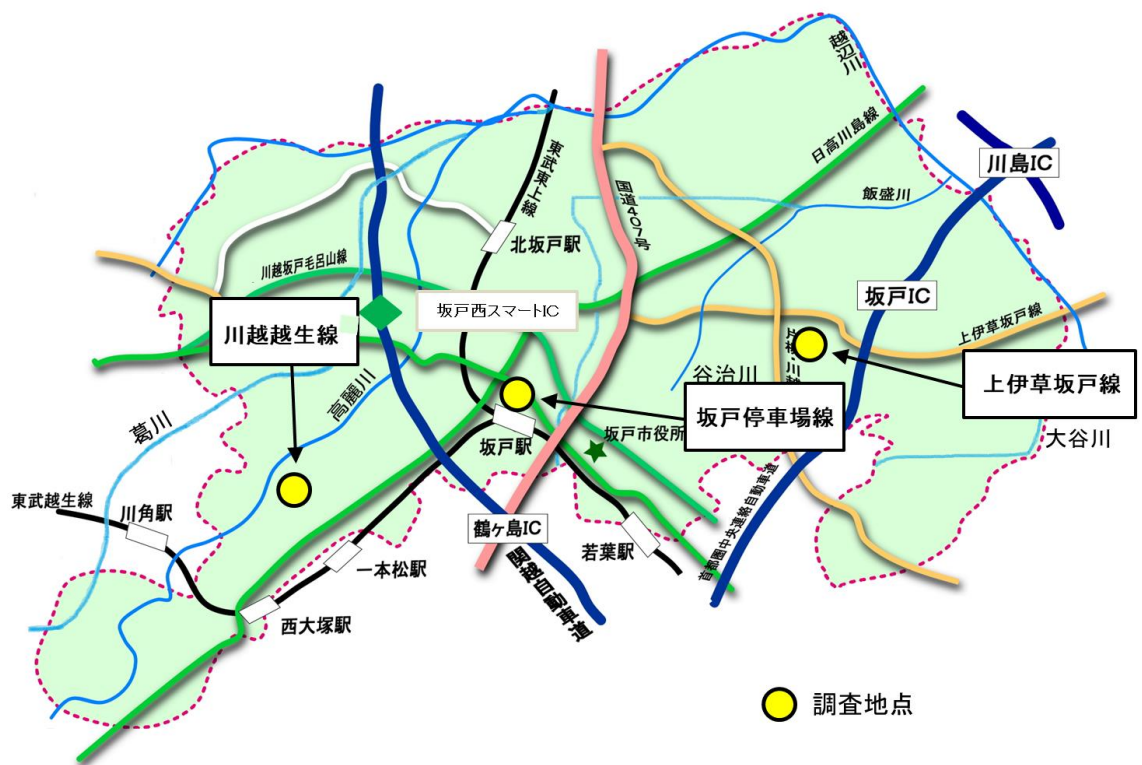 越辺川
日高川島線
川島IC
東武東上線
国道407号
飯盛川
北坂戸駅
川越坂戸毛呂山線
坂戸西スマートIC
坂戸IC
川越越生線
上伊草坂戸線
上伊草坂戸線
谷治川
高麗川
葛川
坂戸停車場線
坂戸駅
坂戸市役所
大谷川
東武越生線
川角駅
鶴ヶ島IC
若葉駅
首都圏中央連絡自動車道
一本松駅
関越自動車道
西大塚駅
調査地点